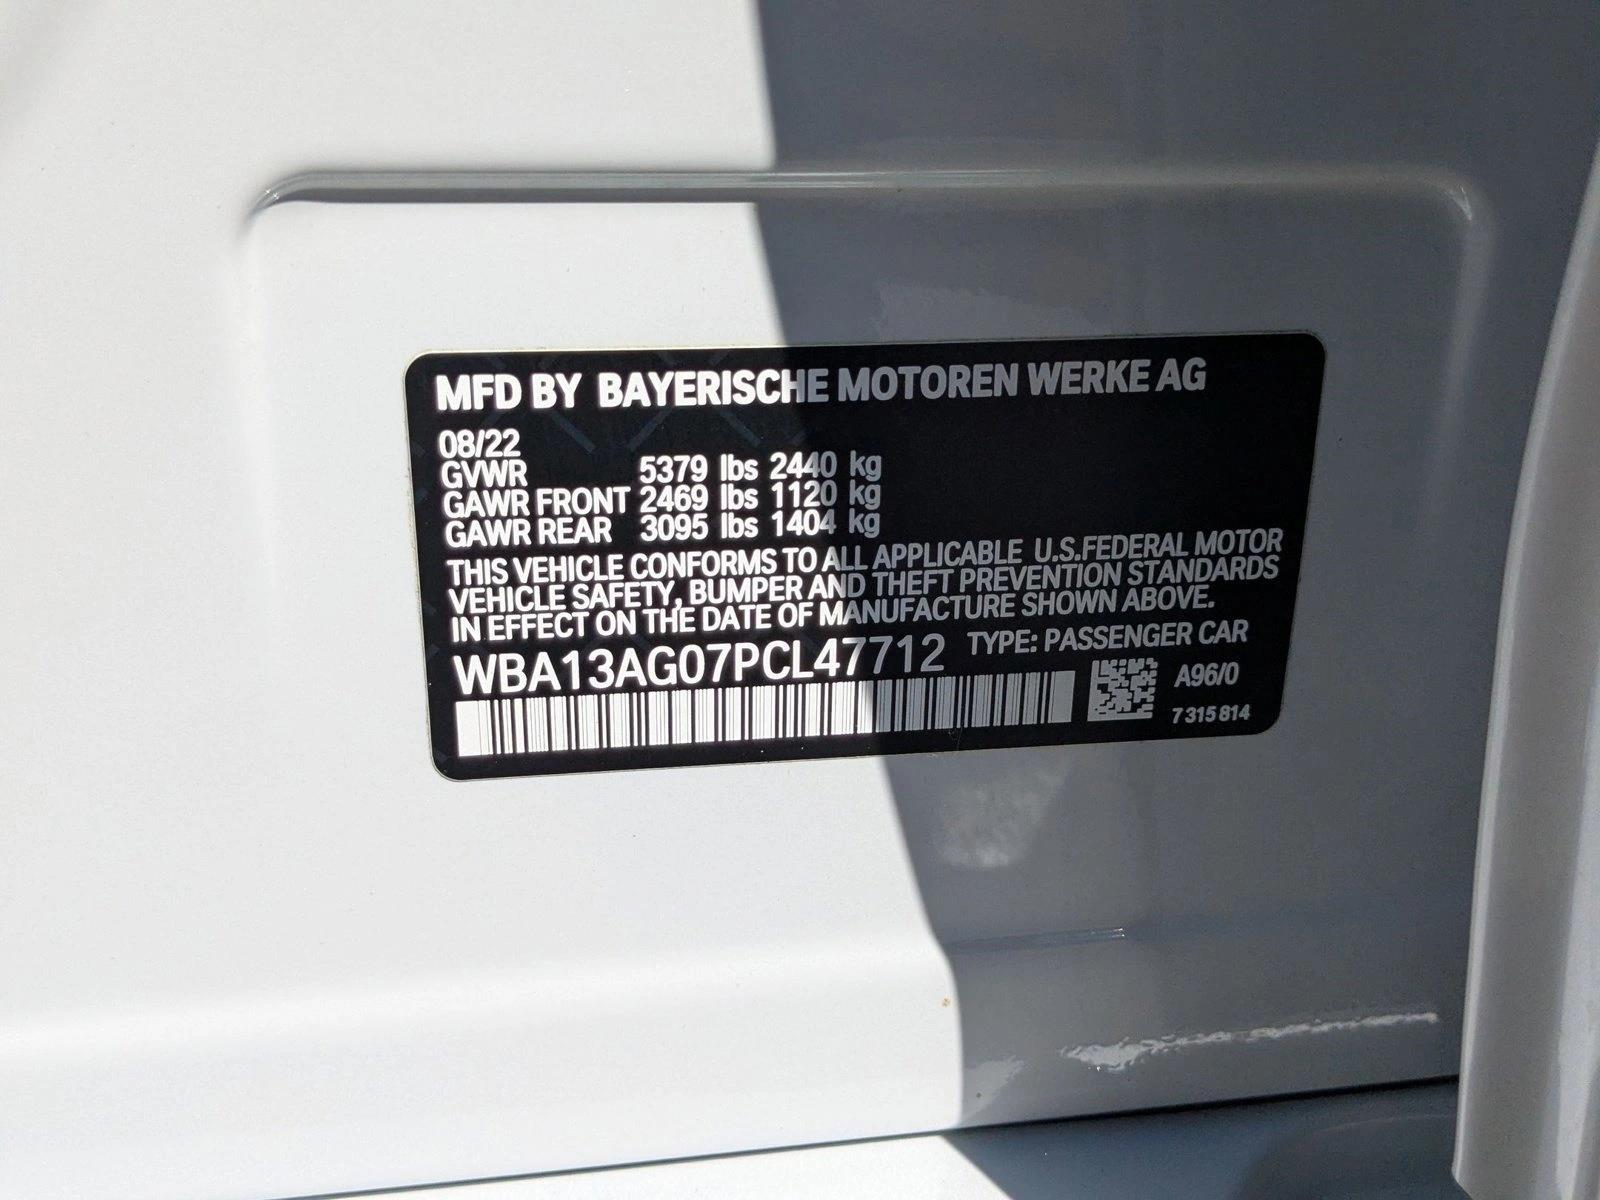 MFD BY BAYERISCHE MOTOREN WERKE AG
08/22
GVWR 5379 lbs 2440 kg
GAWR FRONT 2469 lbs 1120 kg
GAWR REAR 3095 lbs 1404 kg
THIS VEHICLE CONFORMS TO ALL APPLICABLE U.S.FEDERAL MOTOR
VEHICLE SAFETY, BUMPER AND THEFT PREVENTION STANDARDS
IN EFFECT ON THE DATE OF MANUFACTURE SHOWN ABOVE.
WBA13AG07PCL47712 TYPE: PASSENGER CAR
A96/0
7 315 814